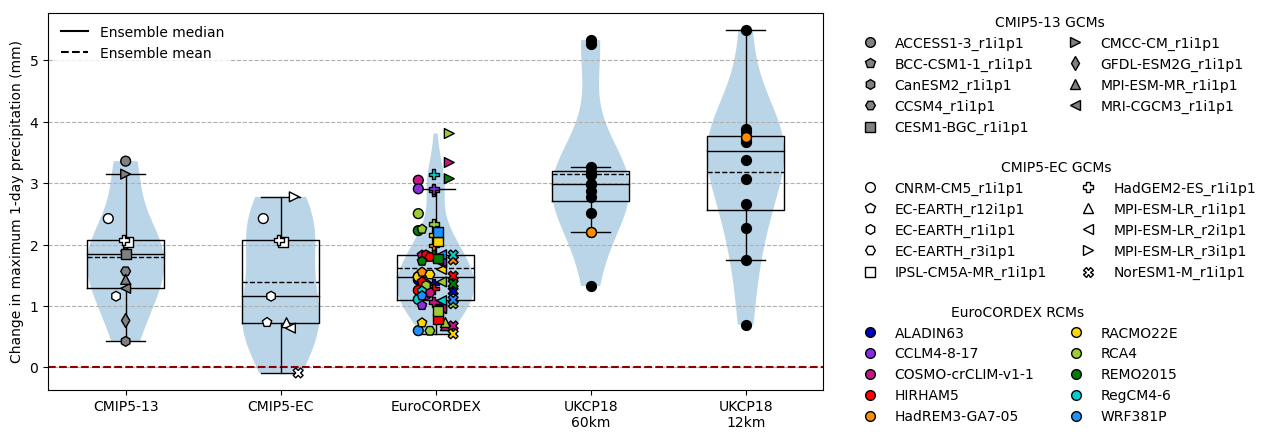 Change in maximum 1-day precipitation (mm)
5
4
3
2
1
0
Ensemble median
Ensemble mean
CMIP5-13
CMIP5-EC
EuroCORDEX
UKCP18
60km
UKCP18
12km
CMIP5-13 GCMs
ACCESS1-3_r1i1p1
BCC-CSM1-1_r1i1p1
CanESM2_r1i1p1
CCSM4_r1i1p1
CESM1-BGC_r1i1p1
CMCC-CM_r1i1p1
GFDL-ESM2G_r1i1p1
MPI-ESM-MR_r1i1p1
MRI-CGCM3_r1i1p1
CMIP5-EC GCMs
CNRM-CM5_r1i1p1
EC-EARTH_r12i1p1
EC-EARTH_r1i1p1
EC-EARTH_r3i1p1
IPSL-CM5A-MR_r1i1p1
HadGEM2-ES_r1i1p1
MPI-ESM-LR_r1i1p1
MPI-ESM-LR_r2i1p1
MPI-ESM-LR_r3i1p1
NorESM1-M_r1i1p1
EuroCORDEX RCMs
ALADIN63
CCLM4-8-17
COSMO-crCLIM-v1-1
HIRHAM5
HadREM3-GA7-05
RACMO22E
RCA4
REMO2015
RegCM4-6
WRF381P